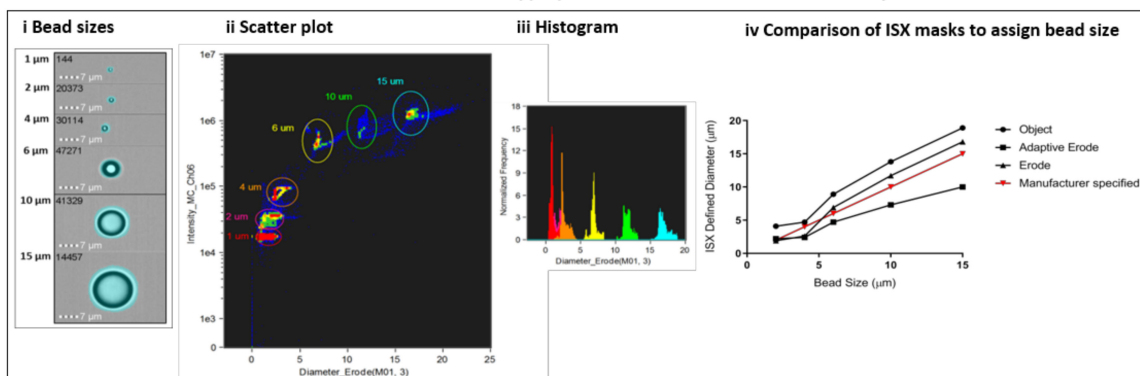 i Bead sizes
1 µm
144
7 µm
2 µm
20373
7 µm
4 µm
30114
7 µm
6 µm
47271
7 µm
10 µm
41329
7 µm
15 µm
14457
7 µm
ii Scatter plot
Intensity_MC_Ch06
1e7
1e6
1e5
1e4
1e3
0
15 um
10 um
6 um
4 um
2 um
1 um
0 5 10 15 20 25
Diameter_Erode(M01, 3)
iii Histogram
Normalized Frequency
18
15
12
9
6
3
0
0 5 10 15 20
Diameter_Erode(M01, 3)
iv Comparison of ISX masks to assign bead size
ISX Defined Diameter (µm)
20
15
10
5
0
0 5 10 15
Bead Size (µm)
Object
Adaptive Erode
Erode
Manufacturer specified